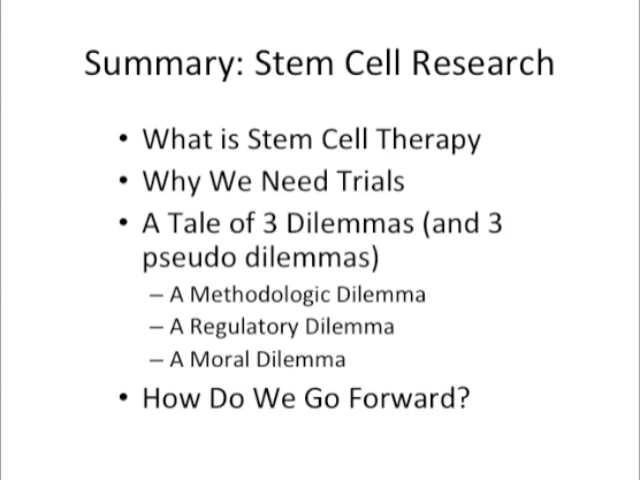 Summary: Stem Cell Research
• What is Stem Cell Therapy
• Why We Need Trials
• A Tale of 3 Dilemmas (and 3
pseudo dilemmas)
– A Methodologic Dilemma
– A Regulatory Dilemma
– A Moral Dilemma
• How Do We Go Forward?